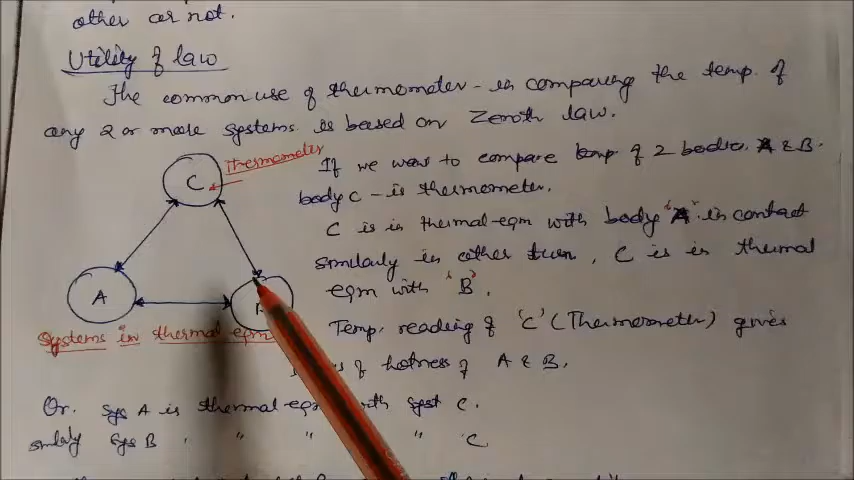 other or not.
Utility of law
The common use of thermometer - in comparing the temp. of
any 2 or more systems is based on Zeroth law.
C
Thermometer
If we want to compare temp of 2 bodies. A & B.
body C - is thermometer.
C is in thermal-eqm with body "A" in contact
similarly in other turn, C is in thermal
eqm with 'B'.
A
Systems in thermal eqm
Temp. reading of 'C' (Thermometer) gives
of hotness of A & B.
Or. sys A is thermal-eqm with syst C.
similarly sys B " " " " C